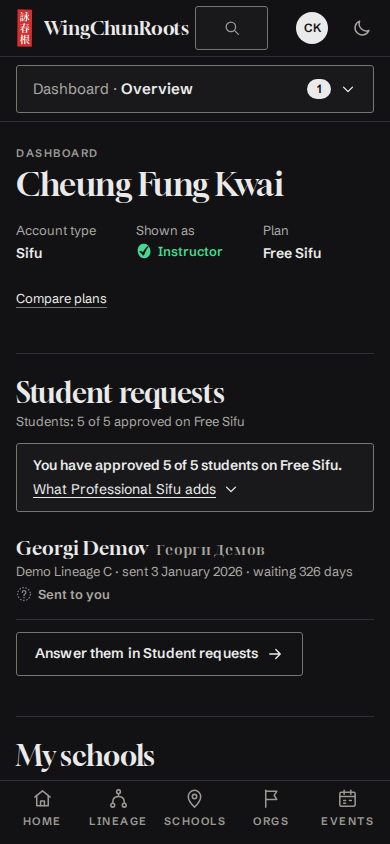 詠春根
WingChunRoots
CK
Dashboard · Overview
1
DASHBOARD
Cheung Fung Kwai
Account type
Shown as
Plan
Sifu
Instructor
Free Sifu
Compare plans
Student requests
Students: 5 of 5 approved on Free Sifu
You have approved 5 of 5 students on Free Sifu.
What Professional Sifu adds
Georgi Demov Георги Демов
Demo Lineage C · sent 3 January 2026 · waiting 326 days
Sent to you
Answer them in Student requests →
My schools
HOME
LINEAGE
SCHOOLS
ORGS
EVENTS